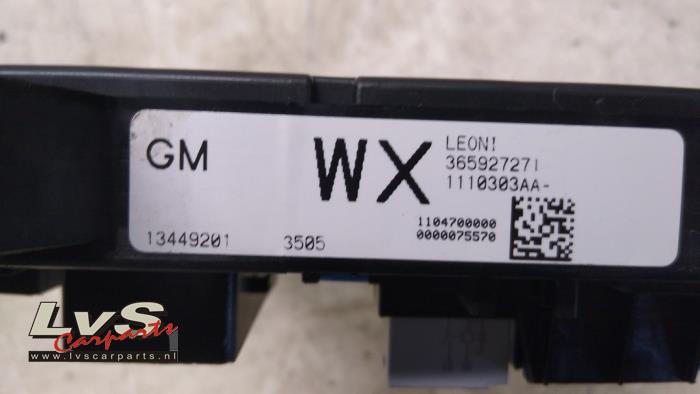 GM
WX
LEONI
365927271
1110303AA-
1104700000
0000075570
13449201
3505
LvS
Carparts
www.lvscarparts.nl